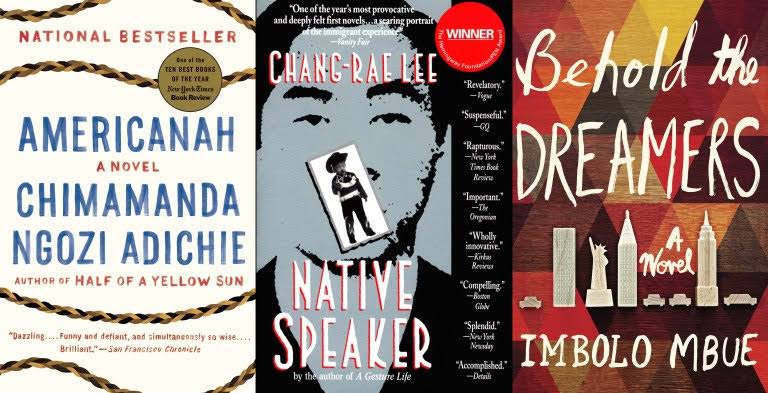 NATIONAL BESTSELLER
One of the
TEN BEST BOOKS
OF THE YEAR
New York Times
Book Review
AMERICANAH
A NOVEL
CHIMAMANDA
NGOZI ADICHIE
AUTHOR OF HALF OF A YELLOW SUN
"Dazzling.... Funny and defiant, and simultaneously so wise....
Brilliant."—San Francisco Chronicle
"One of the year's most provocative
and deeply felt first novels...a searing portrait
of the immigrant experience."
—Vanity Fair
WINNER
The Hemingway Foundation/PEN Award
CHANG-RAE LEE
"Revelatory."
—Vogue
"Suspenseful."
—GQ
"Rapturous."
—New York
Times Book
Review
"Important."
—The
Oregonian
"Wholly
innovative."
—Kirkus
Reviews
"Compelling."
—Boston
Globe
"Splendid."
—New York
Newsday
"Accomplished."
—Details
NATIVE
SPEAKER
by the author of A Gesture Life
Behold the
DREAMERS
A
Novel
IMBOLO MBUE